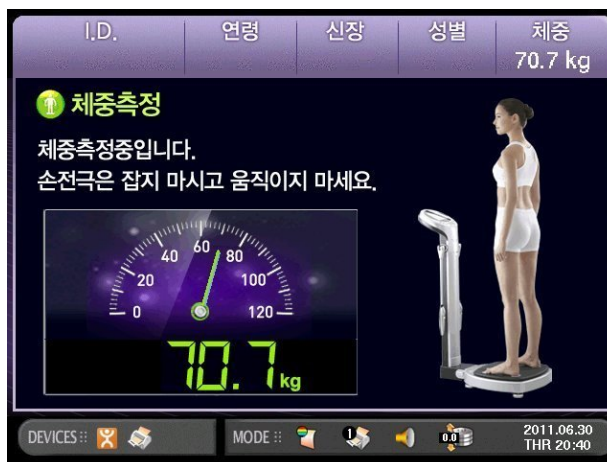 I.D. 연령 신장 성별 체중
70.7 kg
체중측정
체중측정중입니다.
손전극은 잡지 마시고 움직이지 마세요.
0 20 40 60 80 100 120
70.7 kg
DEVICES :: MODE :: 1 0.0 2011.06.30
THR 20:40